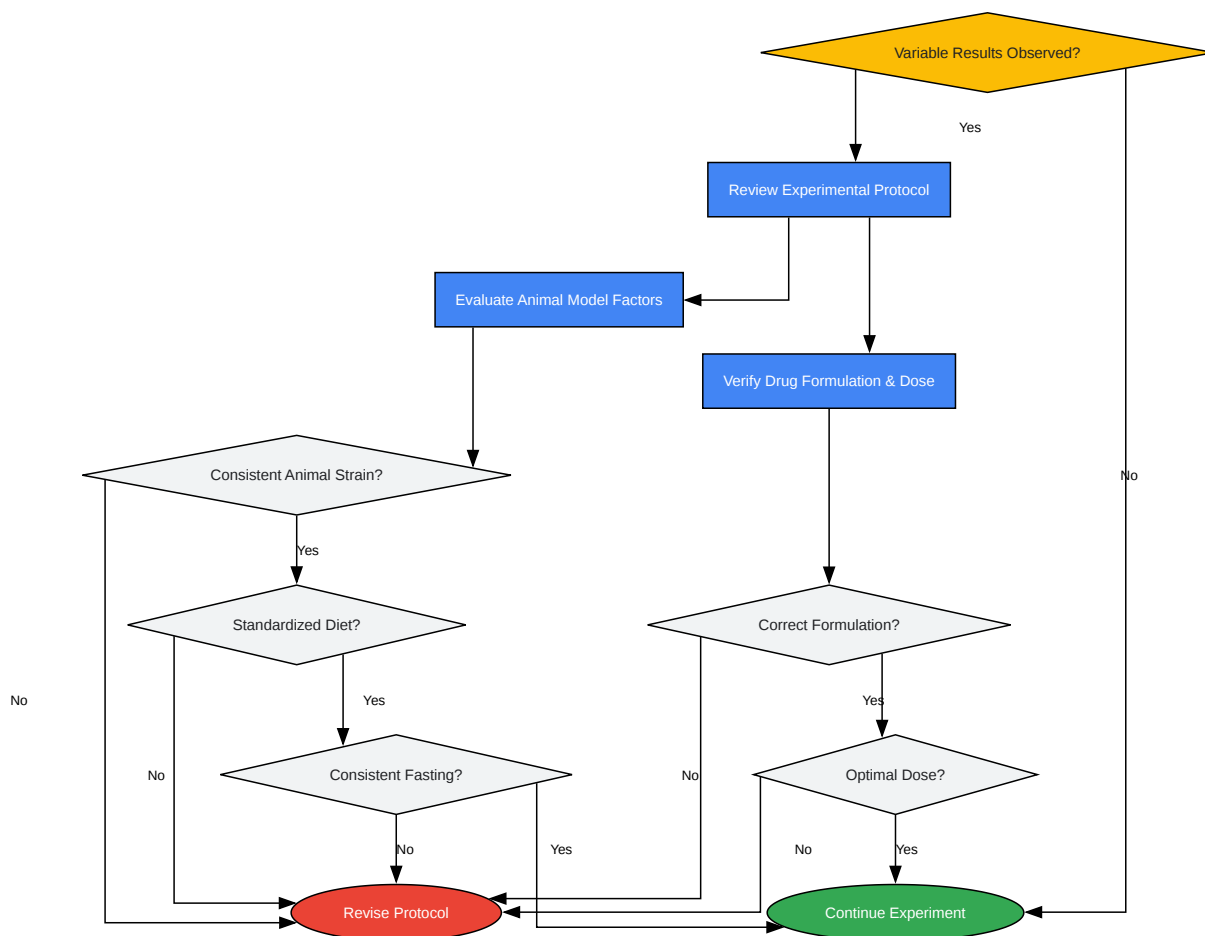 Variable Results Observed?
Yes
Review Experimental Protocol
Evaluate Animal Model Factors
Verify Drug Formulation & Dose
Consistent Animal Strain?
No
Yes
Standardized Diet?
Correct Formulation?
No
Yes
Yes
No
Consistent Fasting?
No
Optimal Dose?
No
Yes
No
Yes
Revise Protocol
Continue Experiment